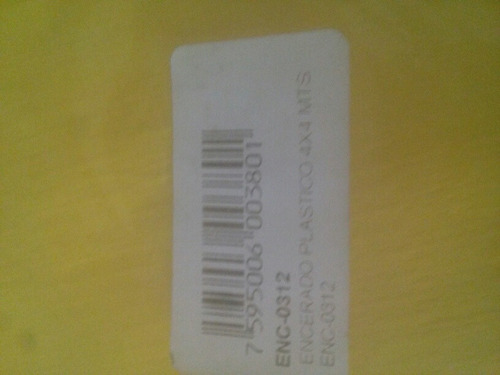 7 595006 003801
ENC-0312
ENCERADO PLASTICO 4X4 MTS
ENC-0312